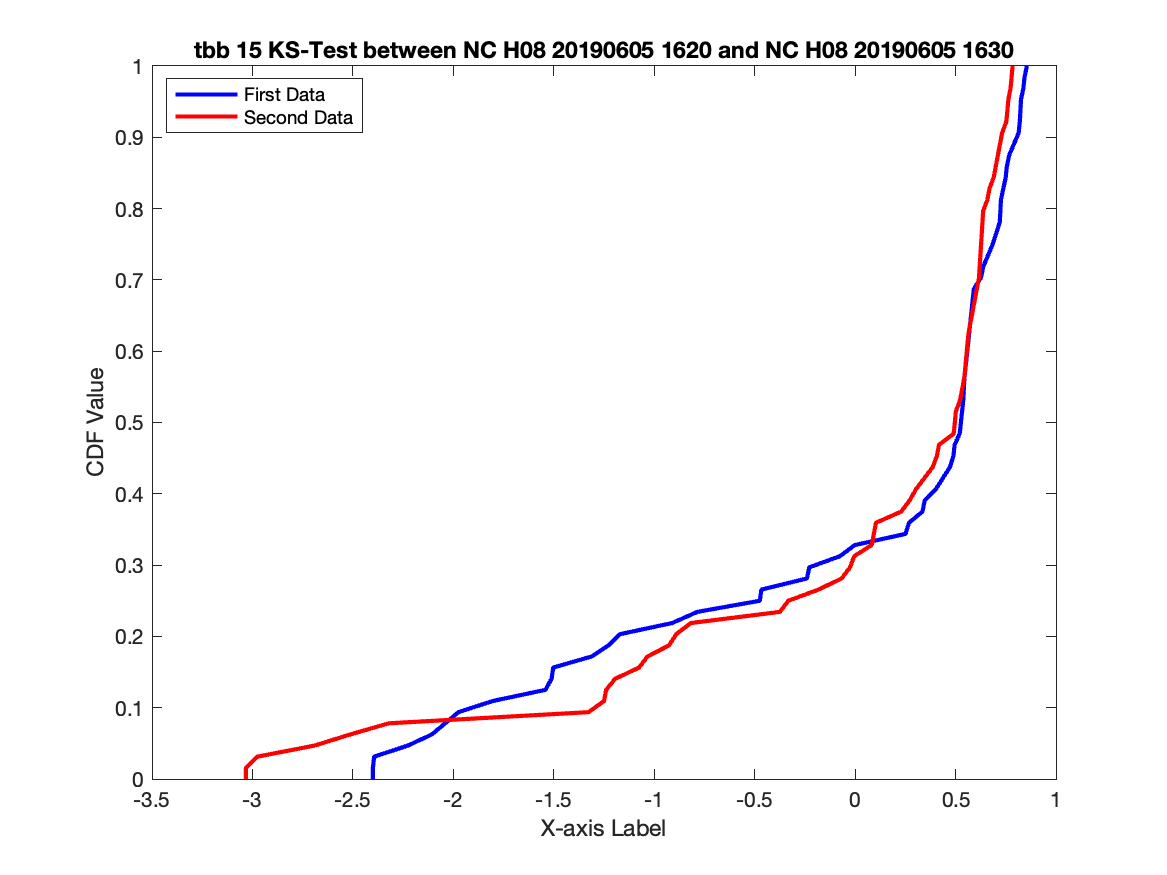 tbb 15 KS-Test between NC H08 20190605 1620 and NC H08 20190605 1630
First Data
Second Data
1
0.9
0.8
0.7
0.6
0.5
0.4
0.3
0.2
0.1
0
CDF Value
-3.5 -3 -2.5 -2 -1.5 -1 -0.5 0 0.5 1
X-axis Label